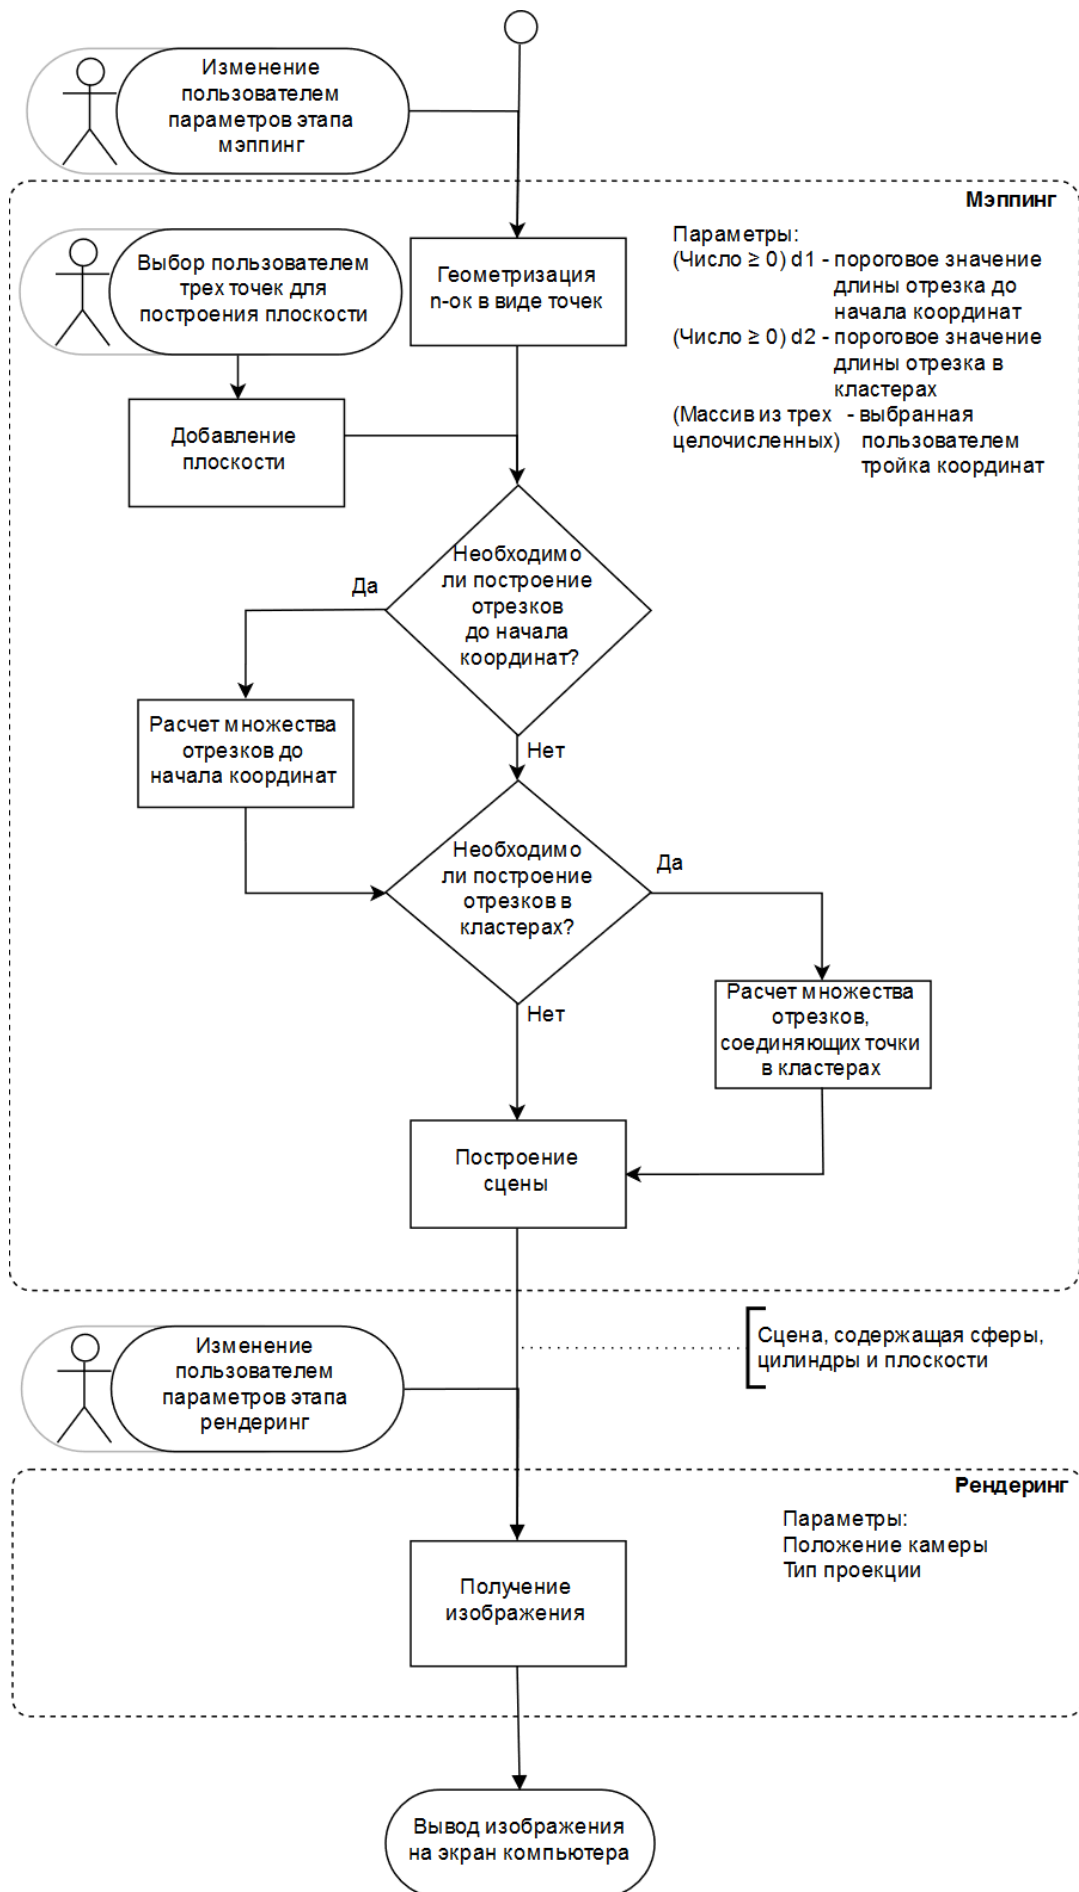 Изменение
пользователем
параметров этапа
мэппинг
Мэппинг
Параметры:
(Число ≥ 0) d1 - пороговое значение
длины отрезка до
начала координат
(Число ≥ 0) d2 - пороговое значение
длины отрезка в
кластерах
(Массив из трех - выбранная
целочисленных) пользователем
тройка координат
Выбор пользователем
трех точек для
построения плоскости
Геометризация
n-ок в виде точек
Добавление
плоскости
Необходимо
ли построение
отрезков
до начала
координат?
Да
Нет
Расчет множества
отрезков до
начала координат
Необходимо
ли построение
отрезков в
кластерах?
Да
Нет
Расчет множества
отрезков,
соединяющих точки
в кластерах
Построение
сцены
Сцена, содержащая сферы,
цилиндры и плоскости
Изменение
пользователем
параметров этапа
рендеринг
Рендеринг
Параметры:
Положение камеры
Тип проекции
Получение
изображения
Вывод изображения
на экран компьютера